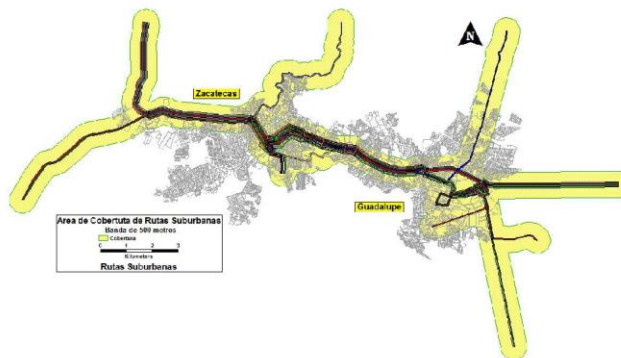 N
Zacatecas
Guadalupe
Area de Cobertuta de Rutas Suburbanas
Banda de 500 metros
Cobertura
0 1 2 3
Kilometers
Rutas Suburbanas